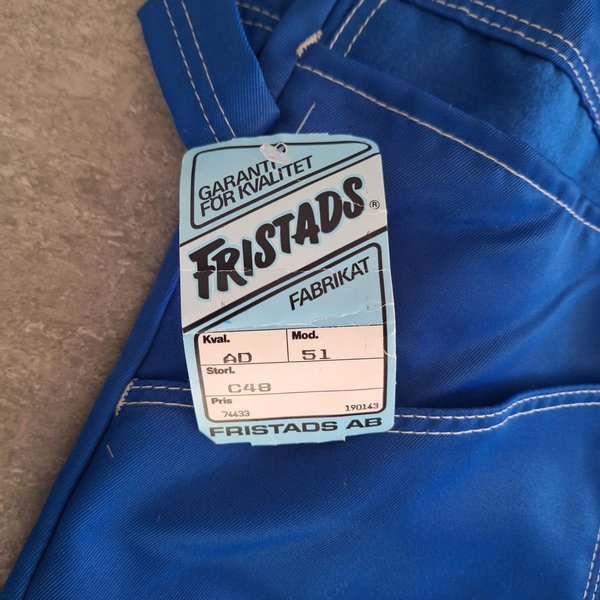 GARANTI
FÖR KVALITET
FRISTADS®
FABRIKAT
Kval. Mod.
AD 51
Storl.
C48
Pris
74433 190143
FRISTADS AB